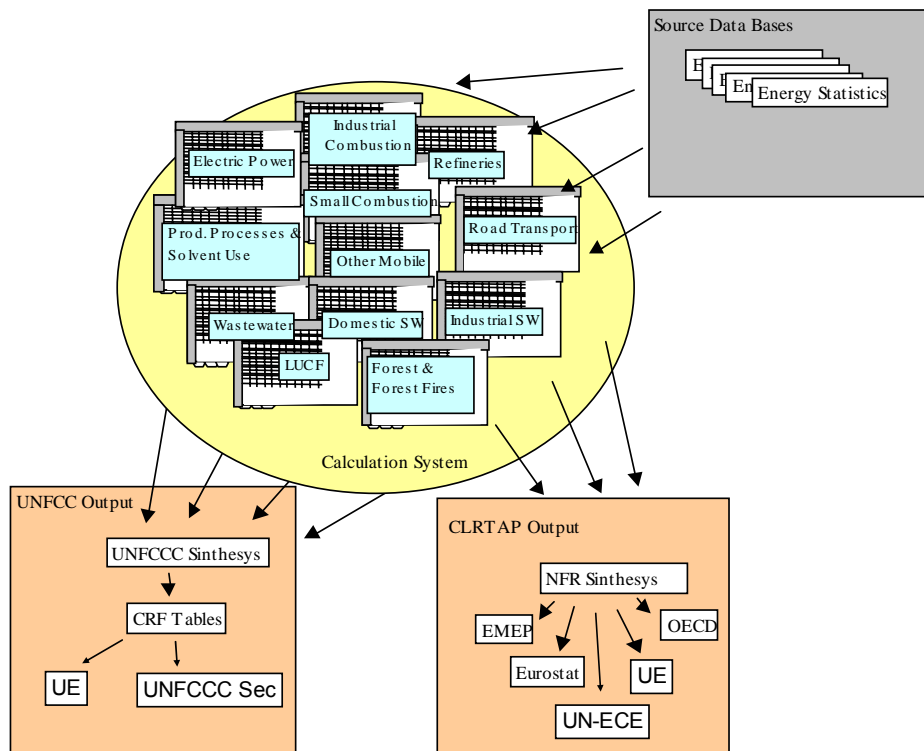 Source Data Bases
E
En
Energy Statistics
Industrial
Combustion
Electric Power
Refineries
Small Combustion
Prod. Processes &
Solvent Use
Road Transport
Other Mobile
Wastewater
Domestic SW
Industrial SW
LUCF
Forest &
Forest Fires
Calculation System
UNFCC Output
UNFCCC Sinthesys
CRF Tables
UE
UNFCCC Sec
CLRTAP Output
NFR Sinthesys
EMEP
OECD
Eurostat
UE
UN-ECE